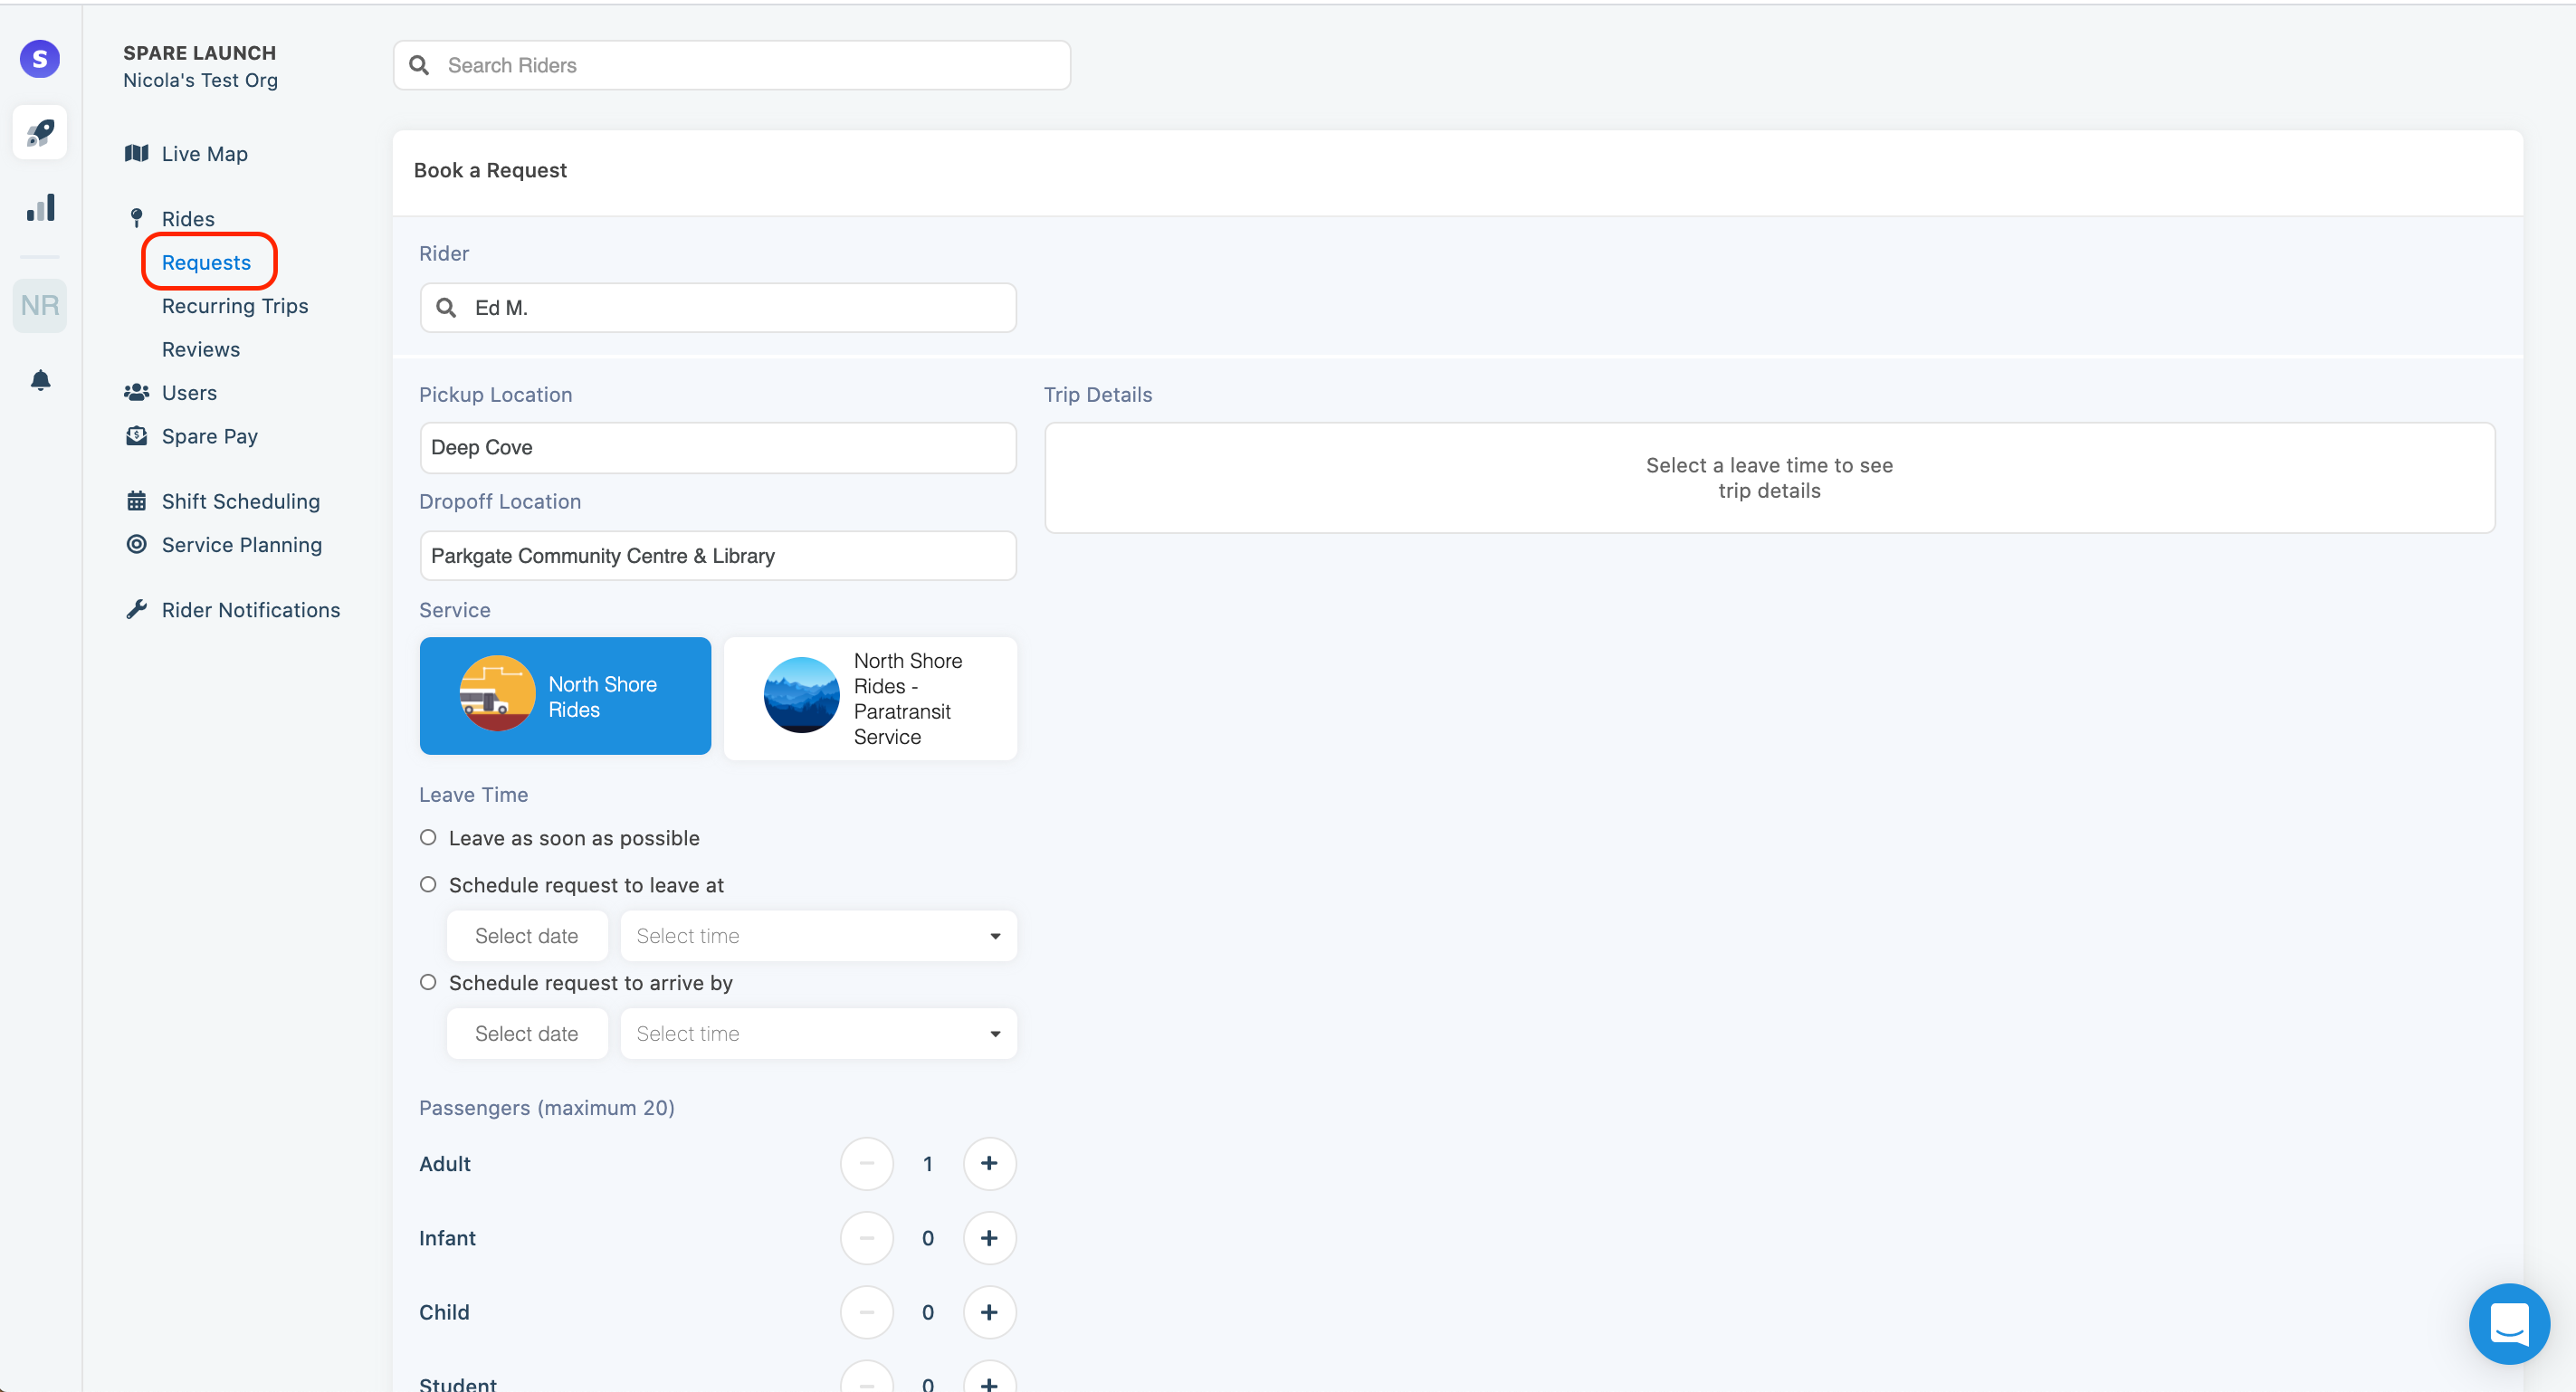 S
SPARE LAUNCH
Nicola's Test Org
Search Riders
Live Map
Rides
Requests
Recurring Trips
Reviews
Users
Spare Pay
Shift Scheduling
Service Planning
Rider Notifications
NR
Book a Request
Rider
Ed M.
Pickup Location
Deep Cove
Dropoff Location
Parkgate Community Centre & Library
Service
North Shore
Rides
North Shore
Rides -
Paratransit
Service
Leave Time
Leave as soon as possible
Schedule request to leave at
Select date Select time
Schedule request to arrive by
Select date Select time
Passengers (maximum 20)
Adult 1
Infant 0
Child 0
Student 0
Trip Details
Select a leave time to see
trip details